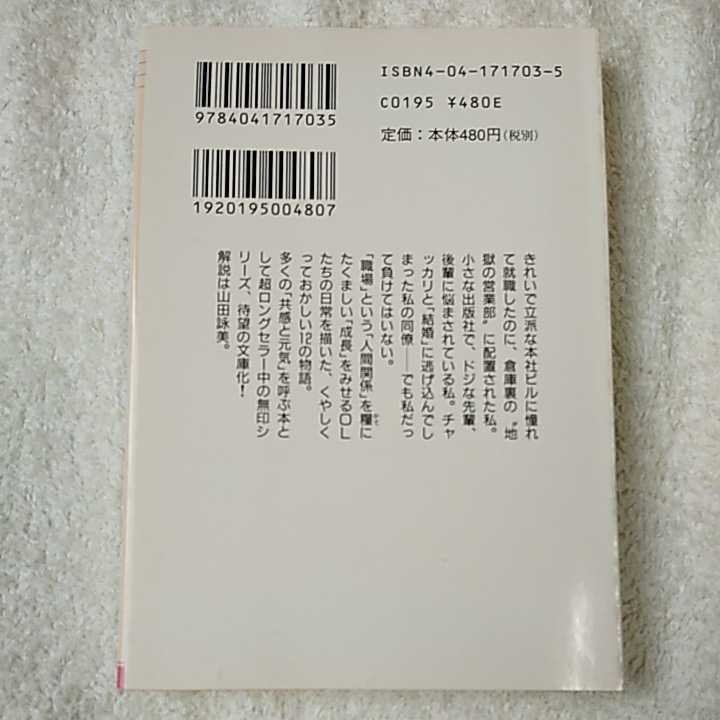 ISBN4-04-171703-5
C0195 ¥480E
定価：本体480円(税別)
9784041717035
1920195004807
きれいで立派な本社ビルに憧れ
て就職したのに、倉庫裏の〝地
獄の営業部〟に配置された私。
小さな出版社で、ドジな先輩、
後輩に悩まされている私。チャ
ッカリと「結婚」に逃げ込んでし
まった私の同僚——でも私だっ
て負けてはいない。
「職場」という「人間関係」を糧に
かて
たくましい「成長」をみせるOL
たちの日常を描いた、くやしく
っておかしい12の物語。
多くの「共感と元気」を呼ぶ本と
して超ロングセラー中の無印シ
リーズ、待望の文庫化！
解説は山田詠美。